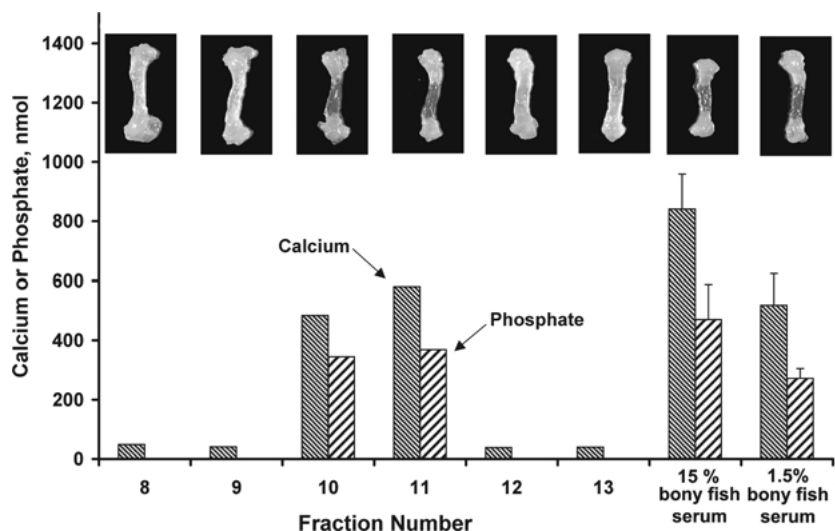 Calcium or Phosphate, nmol
1400
1200
1000
800
600
400
200
0
Calcium
Phosphate
8
9
10
11
12
13
15 %
bony fish
serum
1.5%
bony fish
serum
Fraction Number